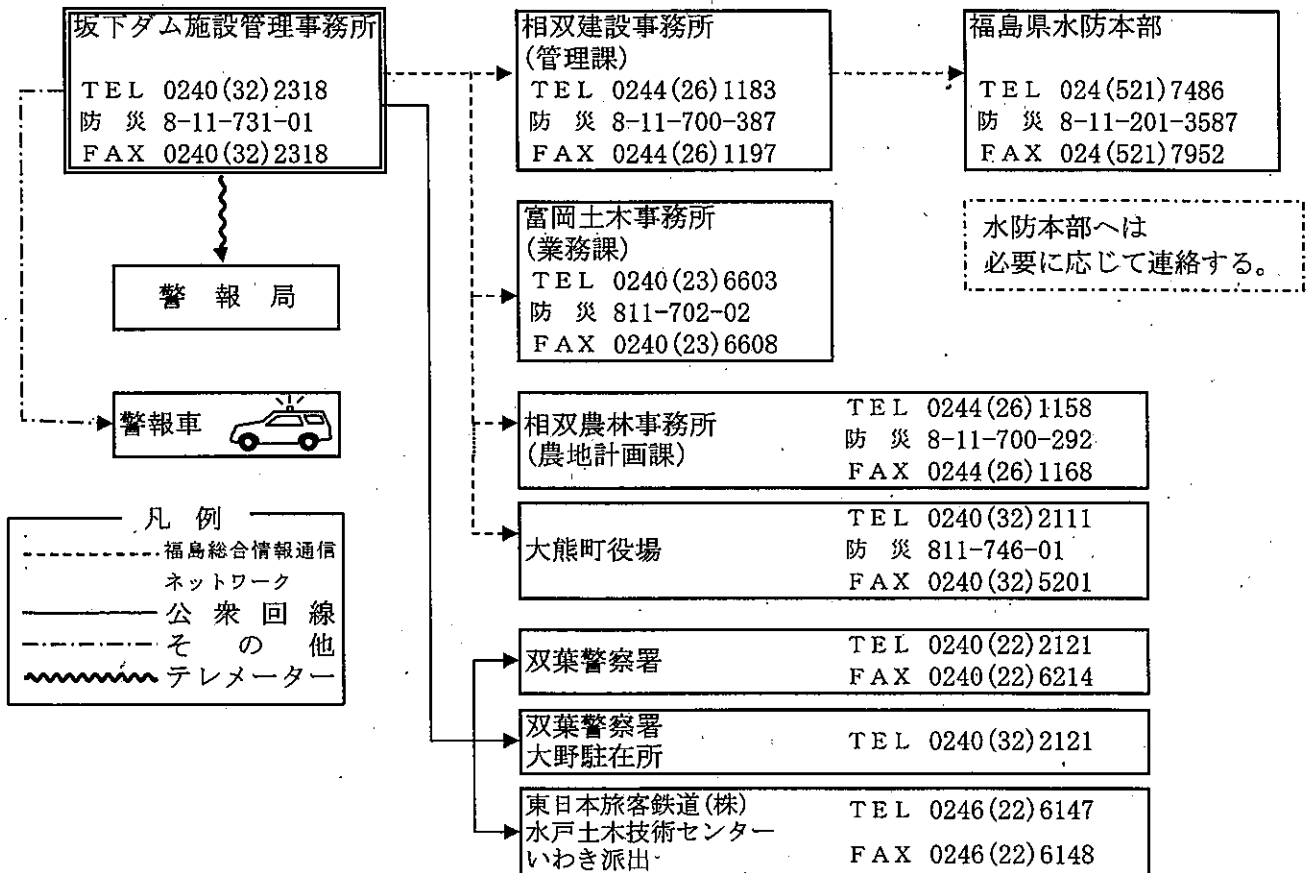 坂下ダム施設管理事務所
TEL 0240(32)2318
防 災 8-11-731-01
FAX 0240(32)2318
相双建設事務所
(管理課)
TEL 0244(26)1183
防 災 8-11-700-387
FAX 0244(26)1197
福島県水防本部
TEL 024(521)7486
防 災 8-11-201-3587
FAX 024(521)7952
水防本部へは
必要に応じて連絡する。
富岡土木事務所
(業務課)
TEL 0240(23)6603
防 災 811-702-02
FAX 0240(23)6608
警 報 局
警報車
相双農林事務所
(農地計画課)
TEL 0244(26)1158
防 災 8-11-700-292
FAX 0244(26)1168
大熊町役場
TEL 0240(32)2111
防 災 811-746-01
FAX 0240(32)5201
凡 例
福島総合情報通信
ネットワーク
公 衆 回 線
そ の 他
テレメーター
双葉警察署
TEL 0240(22)2121
FAX 0240(22)6214
双葉警察署
大野駐在所
TEL 0240(32)2121
東日本旅客鉄道(株)
水戸土木技術センター
いわき派出
TEL 0246(22)6147
FAX 0246(22)6148